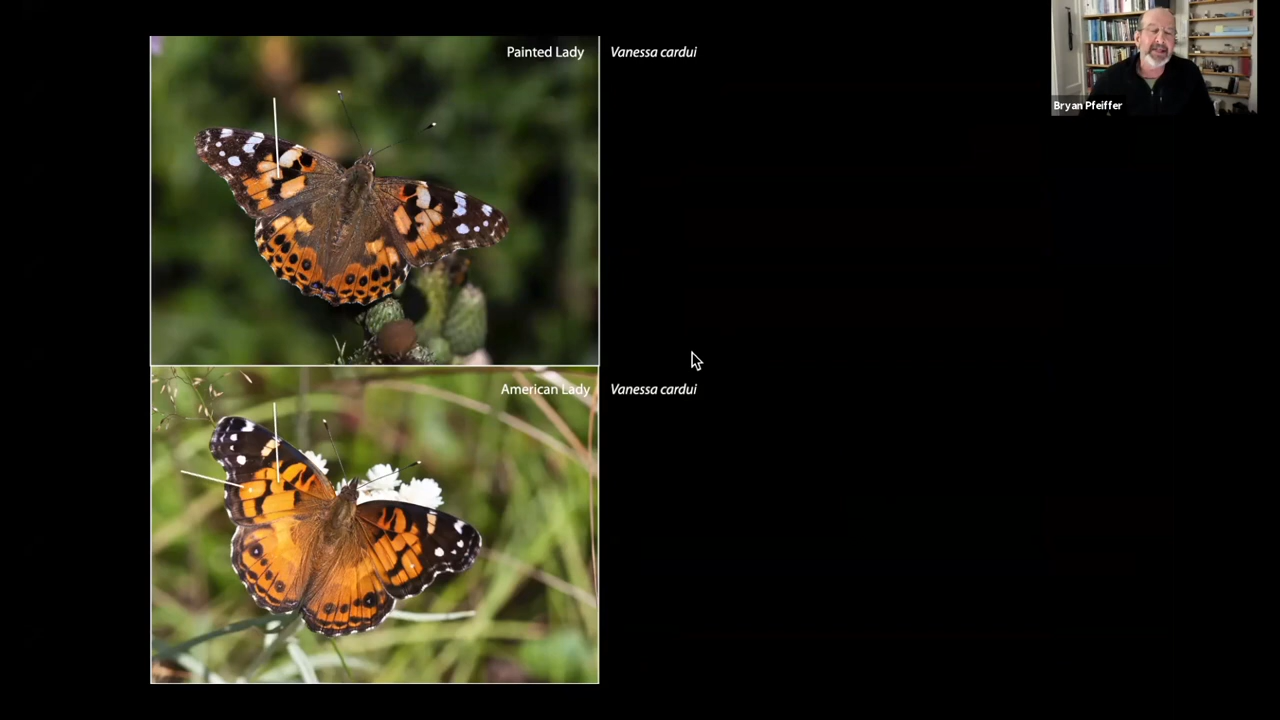 Painted Lady
Vanessa cardui
Bryan Pfeiffer
American Lady
Vanessa cardui